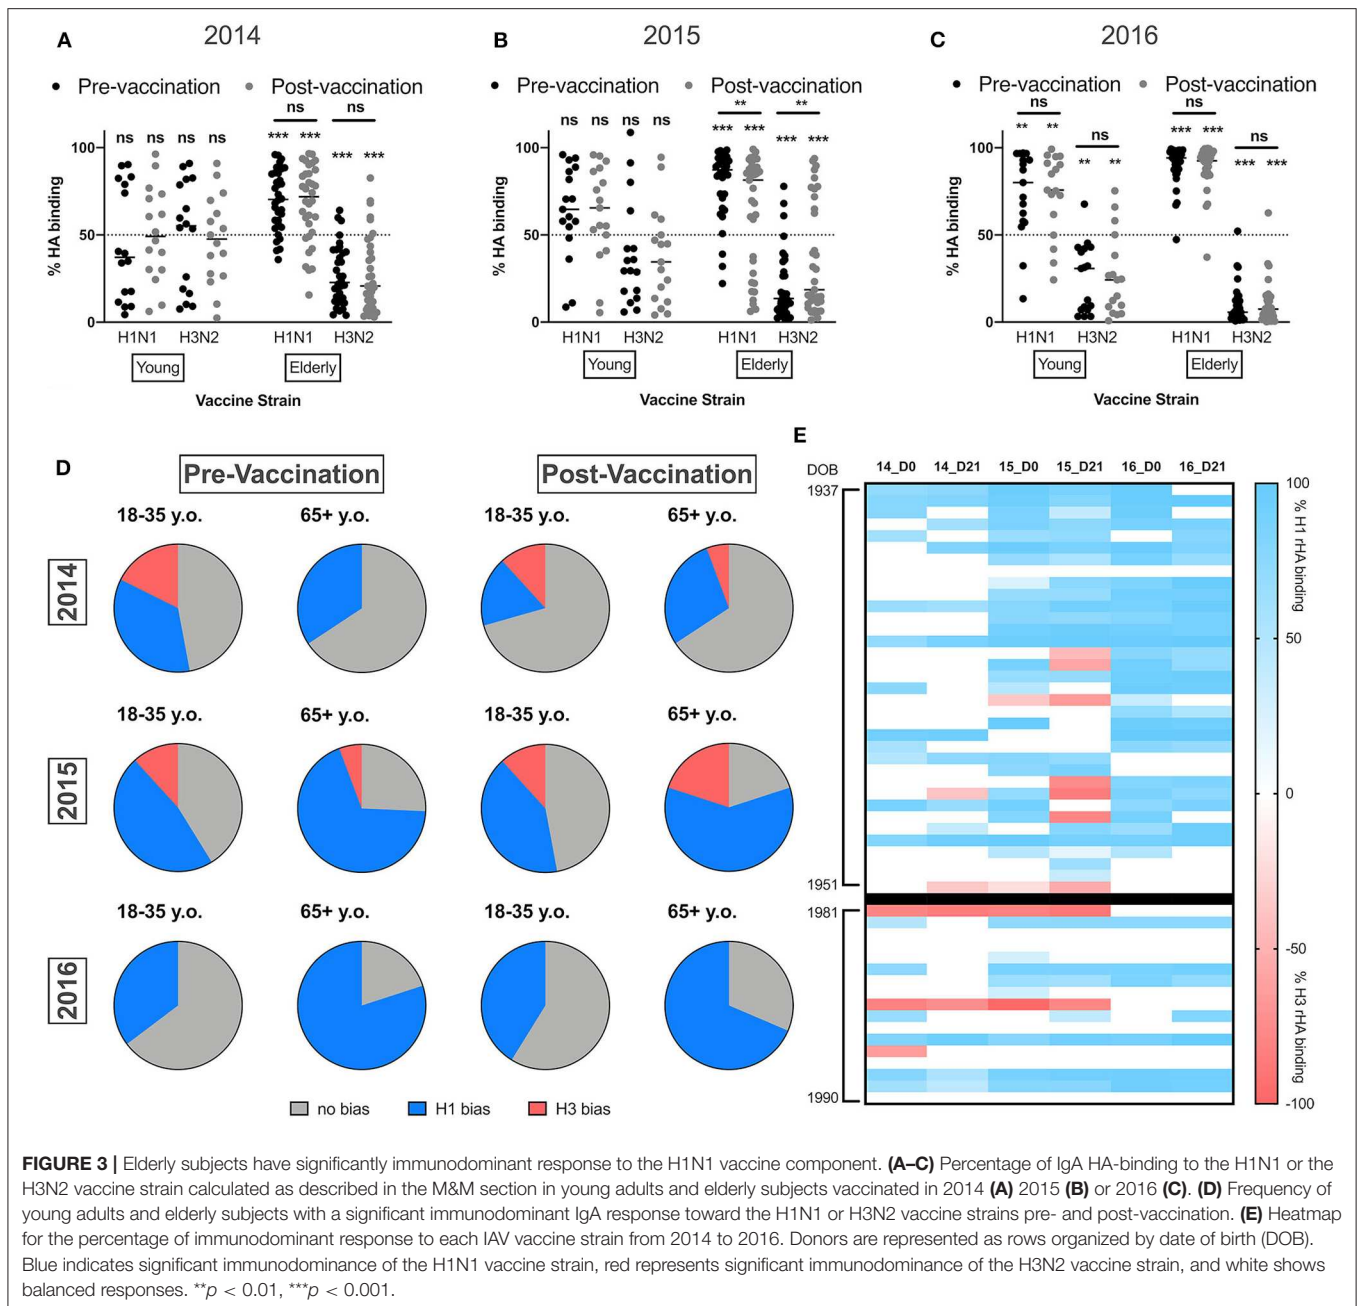 A
2014
Pre-vaccination Post-vaccination
ns
ns ns ns ns *** *** ns
*** ***
100
50
0
% HA binding
H1N1 H3N2 H1N1 H3N2
Young Elderly
Vaccine Strain
B
2015
Pre-vaccination Post-vaccination
** **
ns ns ns ns *** *** *** ***
100
50
0
% HA binding
H1N1 H3N2 H1N1 H3N2
Young Elderly
Vaccine Strain
C
2016
Pre-vaccination Post-vaccination
ns ns
** ** ns *** *** ns
** ** *** ***
100
50
0
% HA binding
H1N1 H3N2 H1N1 H3N2
Young Elderly
Vaccine Strain
D
Pre-Vaccination Post-Vaccination
18-35 y.o. 65+ y.o. 18-35 y.o. 65+ y.o.
2014
18-35 y.o. 65+ y.o. 18-35 y.o. 65+ y.o.
2015
18-35 y.o. 65+ y.o. 18-35 y.o. 65+ y.o.
2016
no bias H1 bias H3 bias
E
DOB 14_D0 14_D21 15_D0 15_D21 16_D0 16_D21
1937
1951
1981
1990
100
50
0
-50
-100
% H1 rHA binding
% H3 rHA binding
FIGURE 3 | Elderly subjects have significantly immunodominant response to the H1N1 vaccine component. (A–C) Percentage of IgA HA-binding to the H1N1 or the
H3N2 vaccine strain calculated as described in the M&M section in young adults and elderly subjects vaccinated in 2014 (A) 2015 (B) or 2016 (C). (D) Frequency of
young adults and elderly subjects with a significant immunodominant IgA response toward the H1N1 or H3N2 vaccine strains pre- and post-vaccination. (E) Heatmap
for the percentage of immunodominant response to each IAV vaccine strain from 2014 to 2016. Donors are represented as rows organized by date of birth (DOB).
Blue indicates significant immunodominance of the H1N1 vaccine strain, red represents significant immunodominance of the H3N2 vaccine strain, and white shows
balanced responses. **p < 0.01, ***p < 0.001.